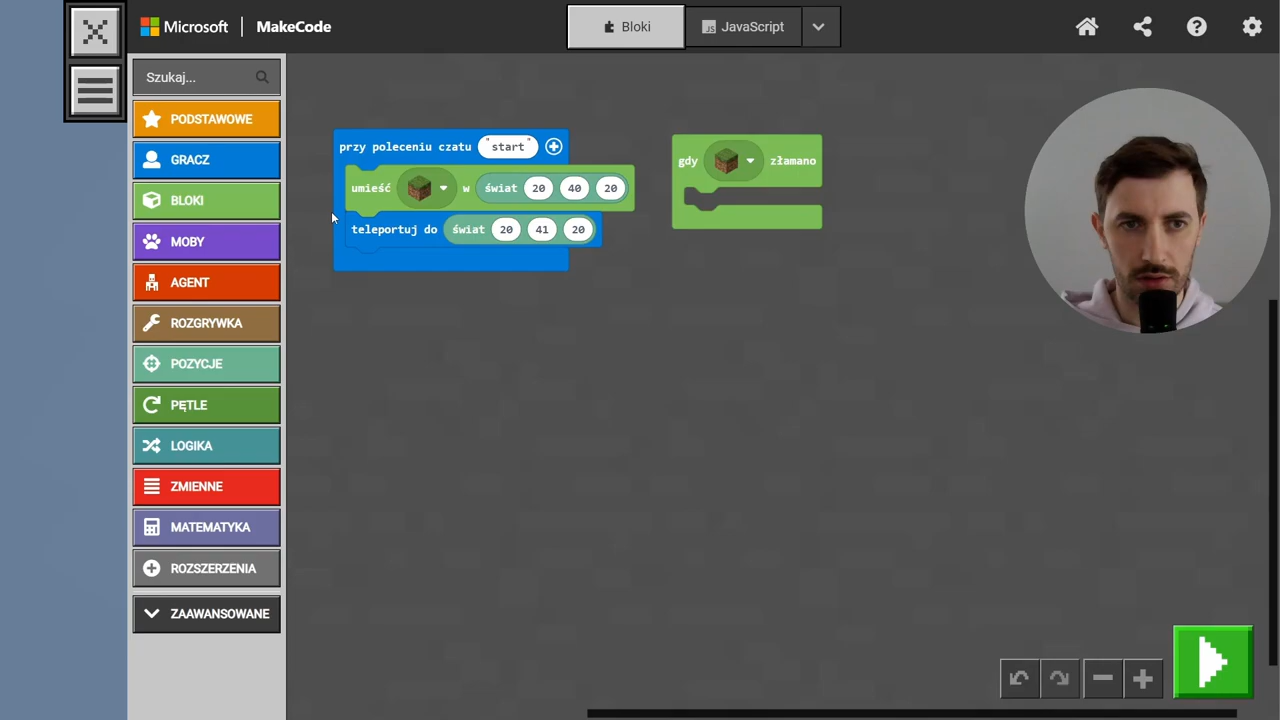 Microsoft MakeCode
Bloki
JS JavaScript
Szukaj...
PODSTAWOWE
GRACZ
BLOKI
MOBY
AGENT
ROZGRYWKA
POZYCJE
PĘTLE
LOGIKA
ZMIENNE
MATEMATYKA
ROZSZERZENIA
ZAAWANSOWANE
przy poleceniu czatu "start"
umieść w świat 20 40 20
teleportuj do świat 20 41 20
gdy złamano